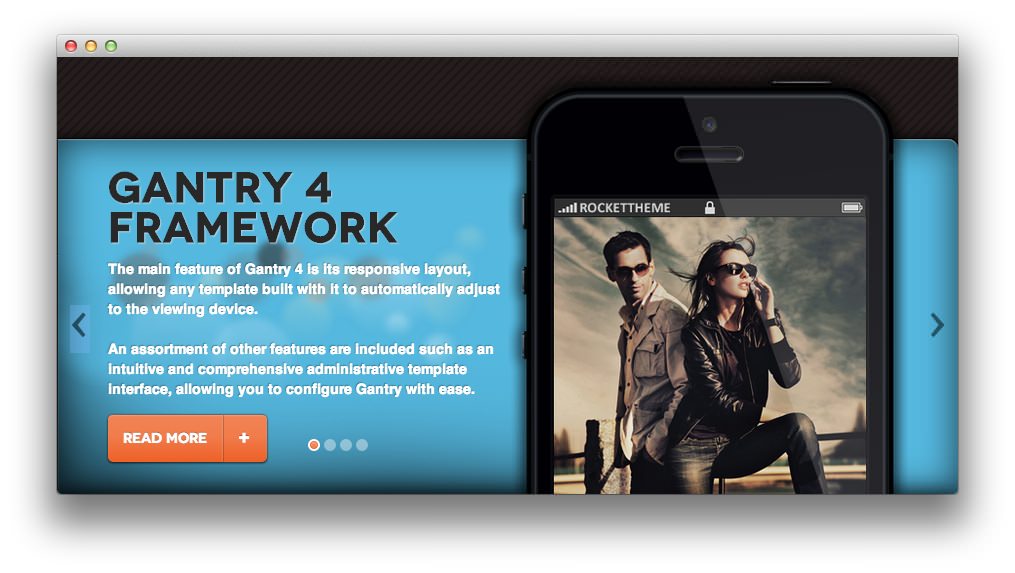 GANTRY 4
FRAMEWORK
The main feature of Gantry 4 is its responsive layout,
allowing any template built with it to automatically adjust
to the viewing device.
An assortment of other features are included such as an
intuitive and comprehensive administrative template
interface, allowing you to configure Gantry with ease.
READ MORE +
ROCKETTHEME